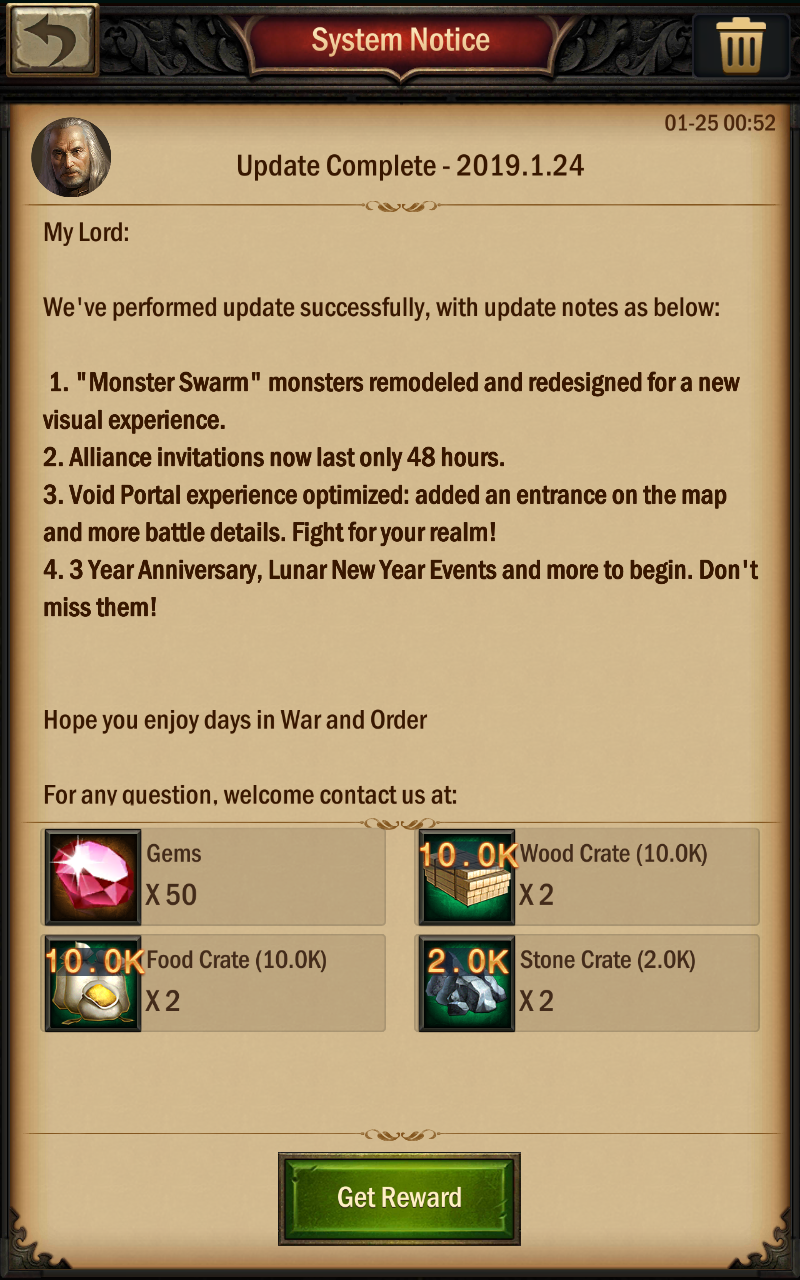 System Notice
01-25 00:52
Update Complete - 2019.1.24
My Lord:
We've performed update successfully, with update notes as below:
1. "Monster Swarm" monsters remodeled and redesigned for a new
visual experience.
2. Alliance invitations now last only 48 hours.
3. Void Portal experience optimized: added an entrance on the map
and more battle details. Fight for your realm!
4. 3 Year Anniversary, Lunar New Year Events and more to begin. Don't
miss them!
Hope you enjoy days in War and Order
For any question, welcome contact us at:
Gems
X 50
10.0K
Wood Crate (10.0K)
X 2
10.0K
Food Crate (10.0K)
X 2
2.0K
Stone Crate (2.0K)
X 2
Get Reward